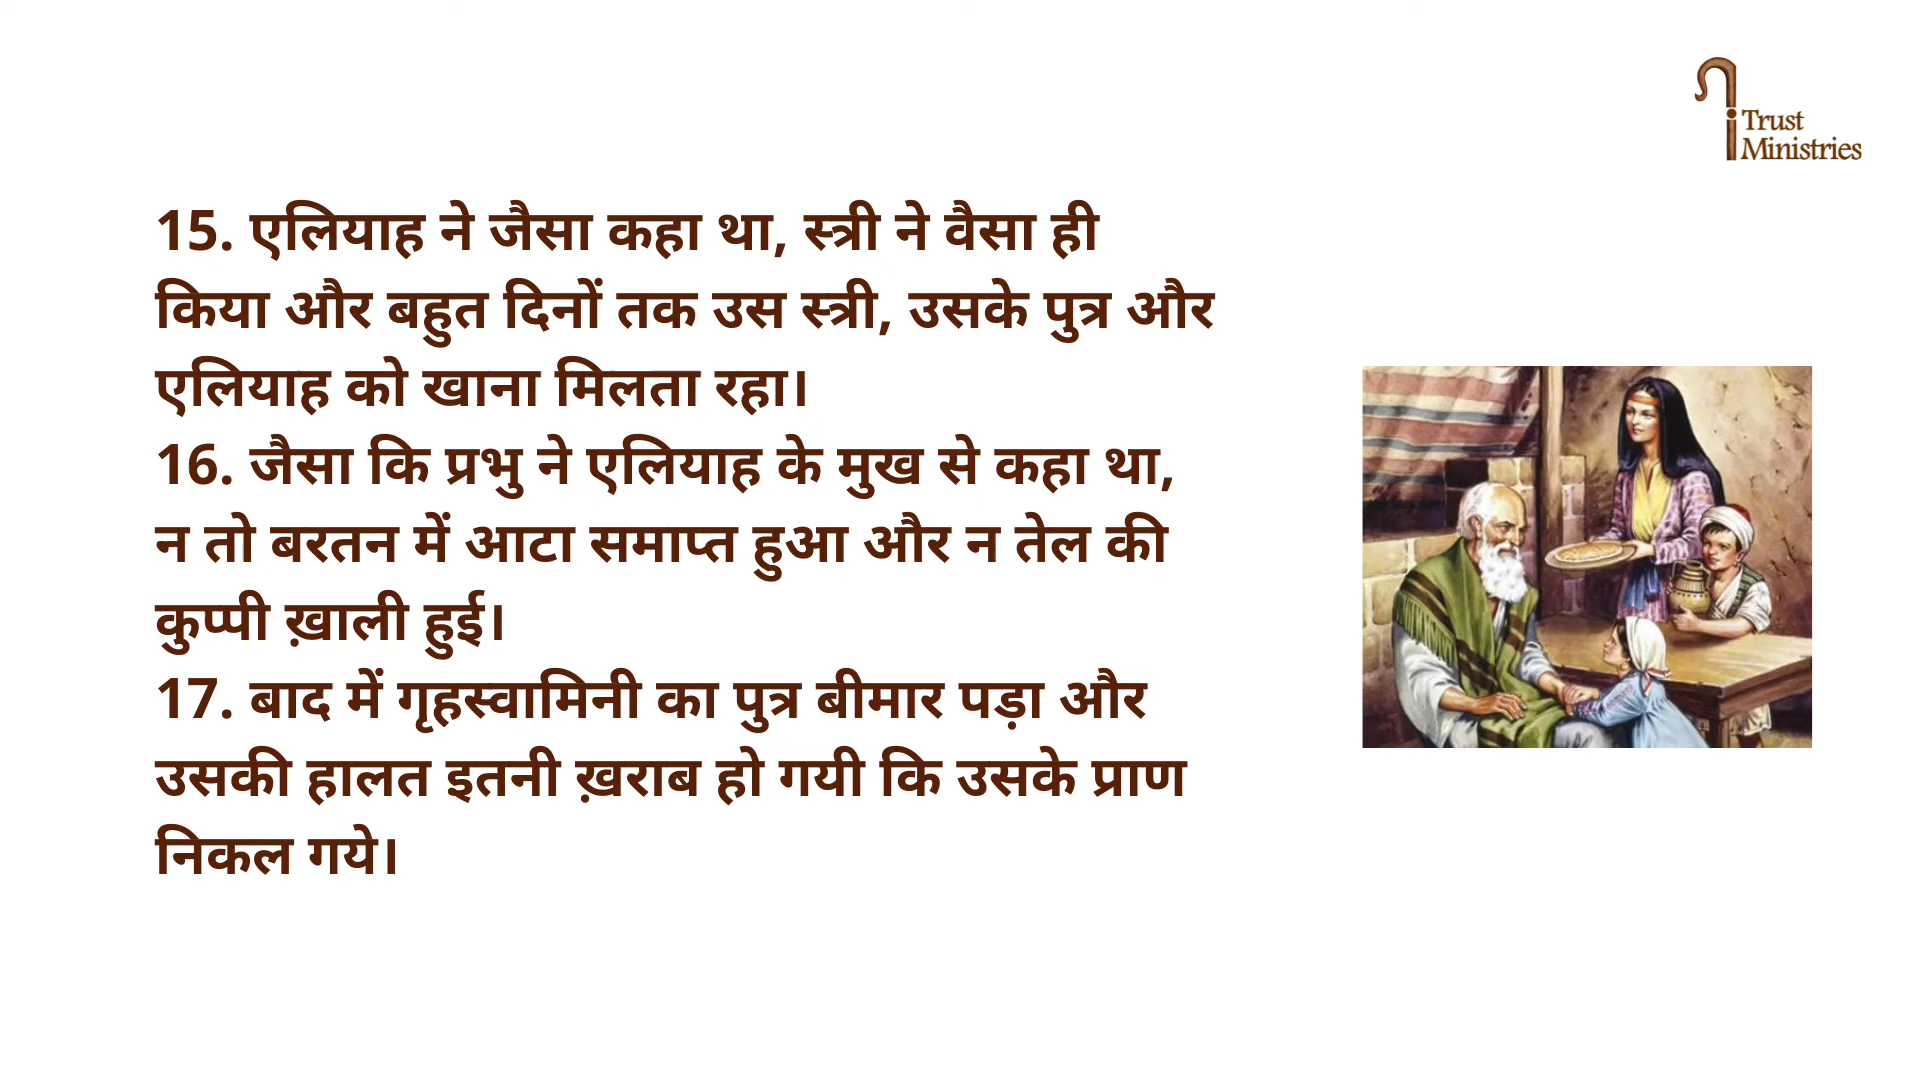 Trust
Ministries
15. एलियाह ने जैसा कहा था, स्त्री ने वैसा ही
किया और बहुत दिनों तक उस स्त्री, उसके पुत्र और
एलियाह को खाना मिलता रहा।
16. जैसा कि प्रभु ने एलियाह के मुख से कहा था,
न तो बरतन में आटा समाप्त हुआ और न तेल की
कुप्पी ख़ाली हुई।
17. बाद में गृहस्वामिनी का पुत्र बीमार पड़ा और
उसकी हालत इतनी ख़राब हो गयी कि उसके प्राण
निकल गये।